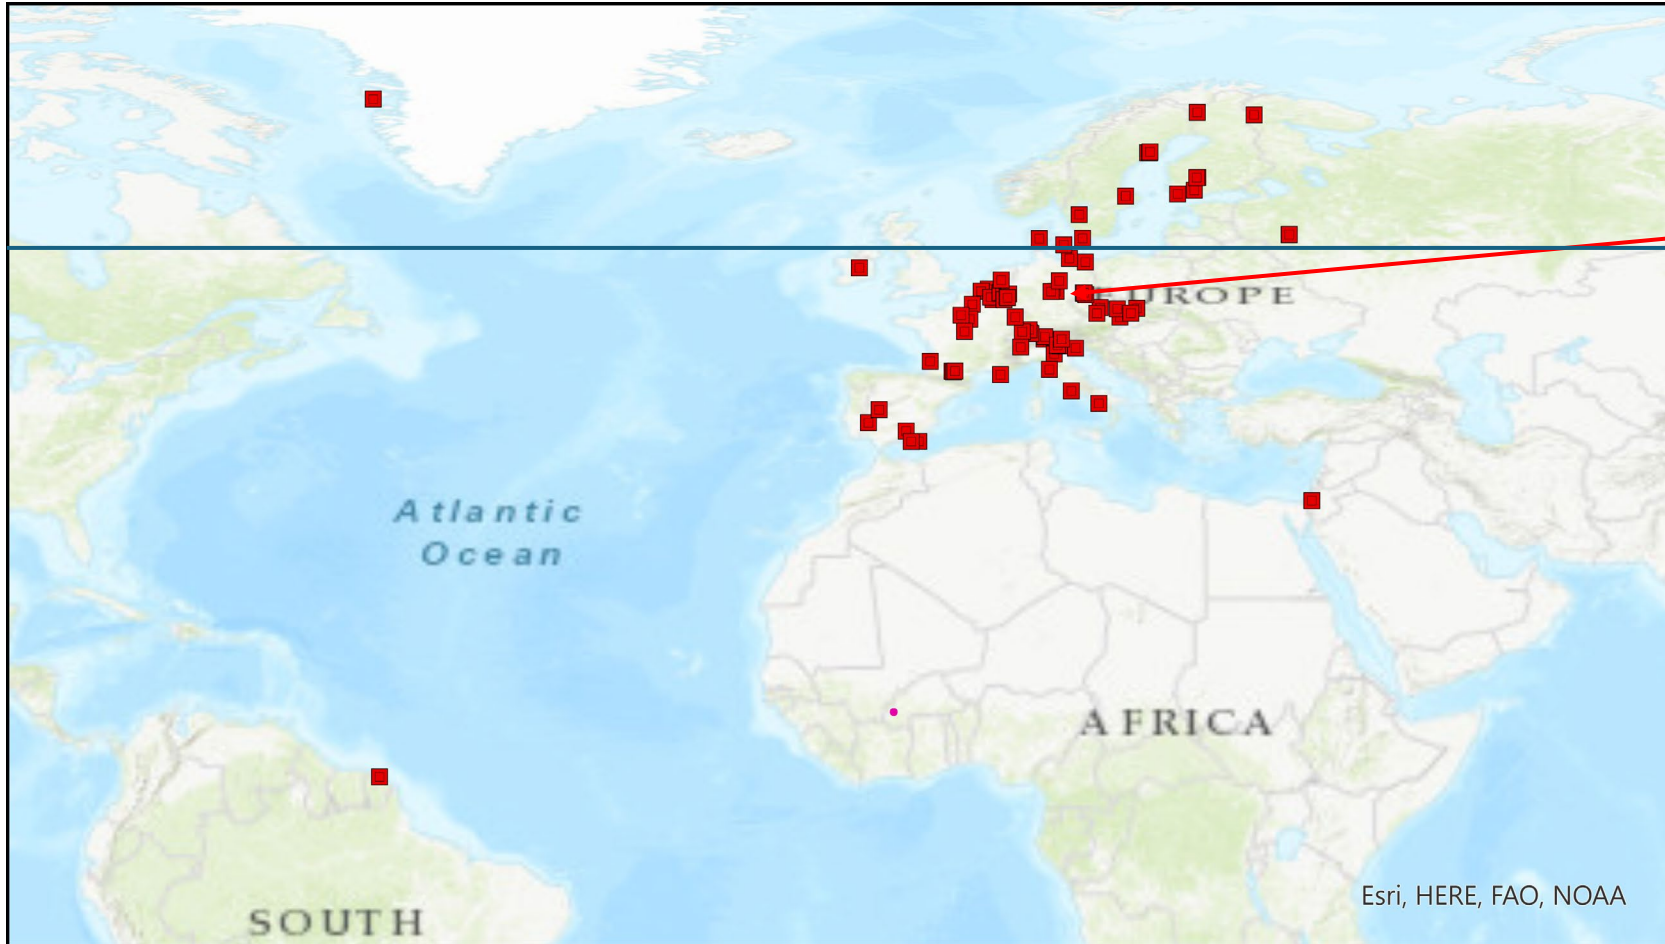 EUROPE
Atlantic
Ocean
AFRICA
Esri, HERE, FAO, NOAA
SOUTH